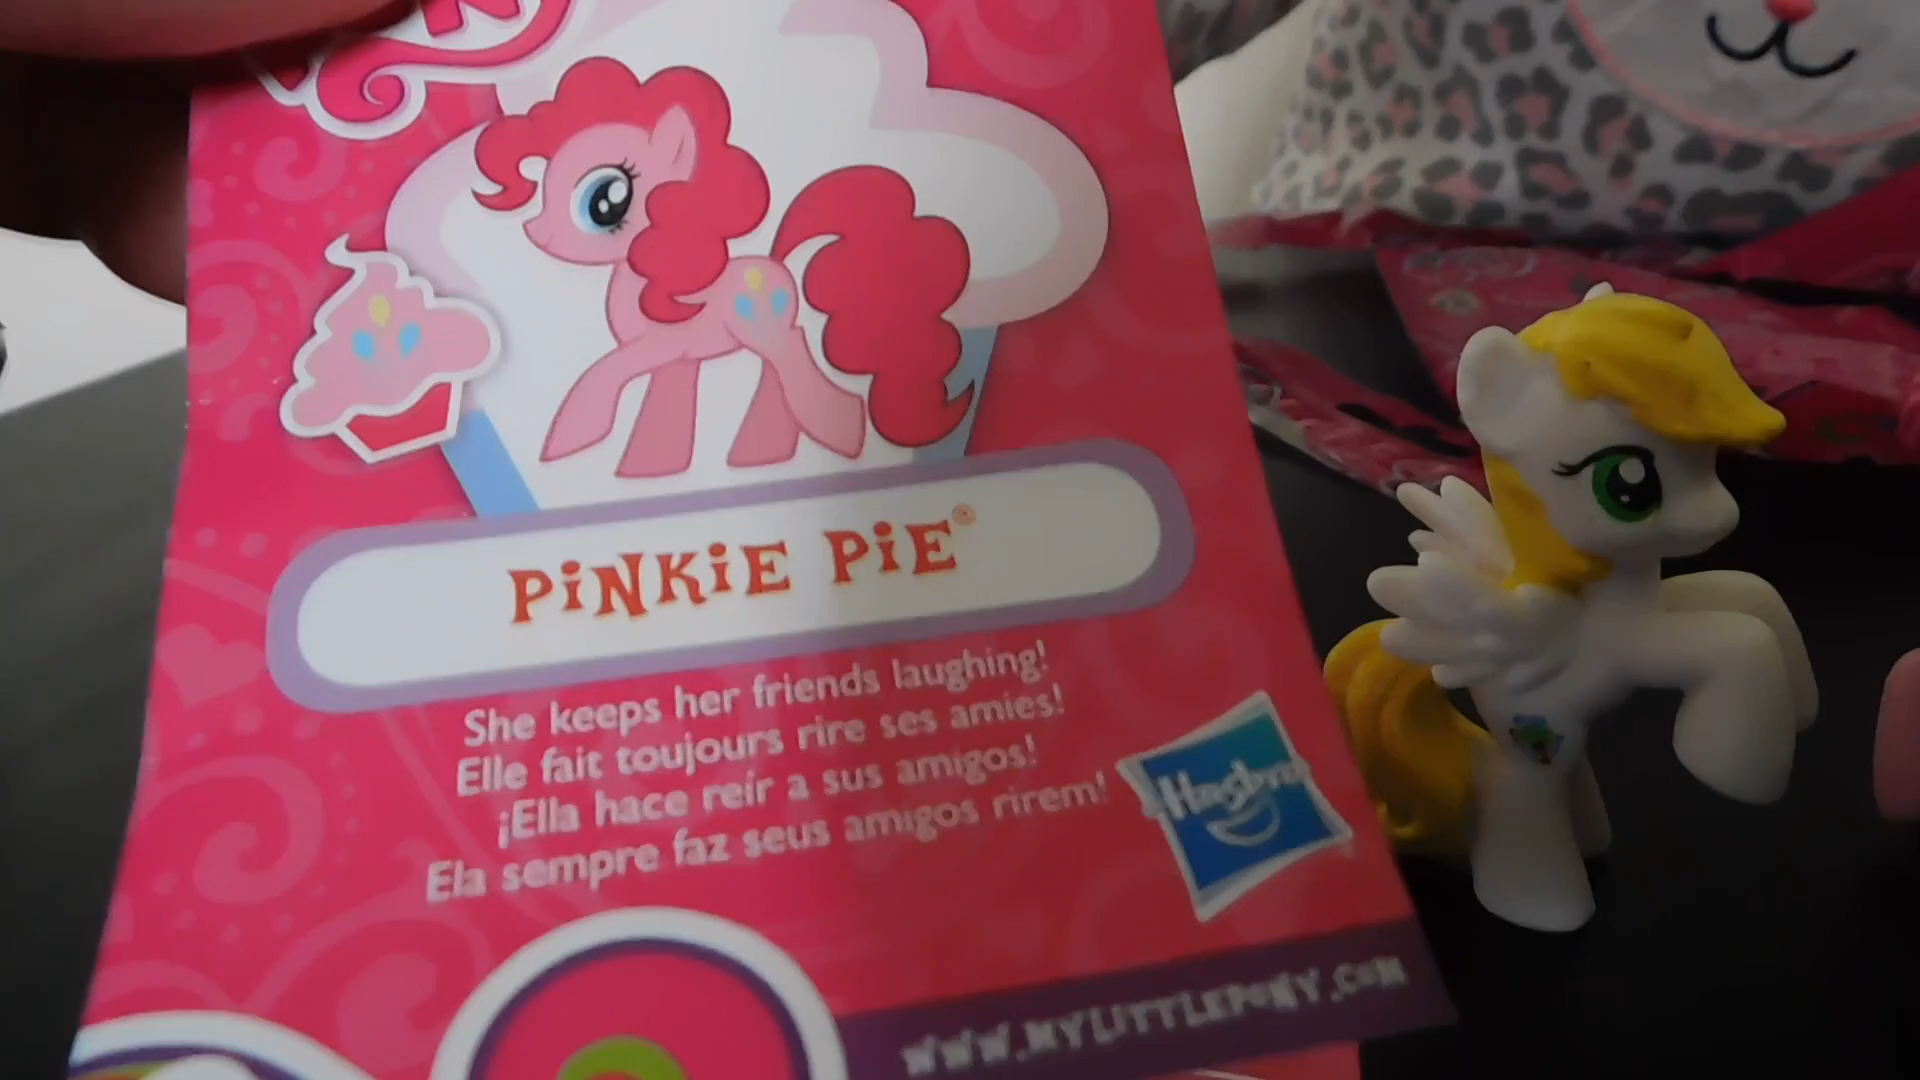 PiNKiE PiE®
She keeps her friends laughing!
Elle fait toujours rire ses amies!
¡Ella hace reír a sus amigos!
Ela sempre faz seus amigos rirem!
Hasbro
WWW.MYLITTLEPONY.COM